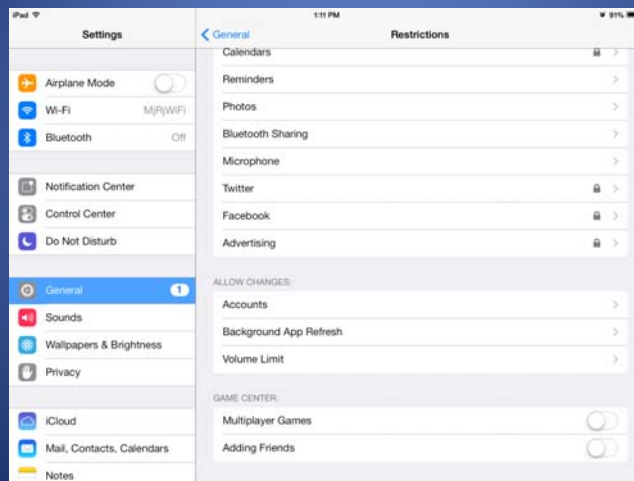 iPad 1:11 PM 91%
Settings
General Restrictions
Airplane Mode
Wi-Fi MjRjWiFi
Bluetooth Off
Notification Center
Control Center
Do Not Disturb
General 1
Sounds
Wallpapers & Brightness
Privacy
iCloud
Mail, Contacts, Calendars
Notes
Calendars
Reminders
Photos
Bluetooth Sharing
Microphone
Twitter
Facebook
Advertising
ALLOW CHANGES:
Accounts
Background App Refresh
Volume Limit
GAME CENTER:
Multiplayer Games
Adding Friends